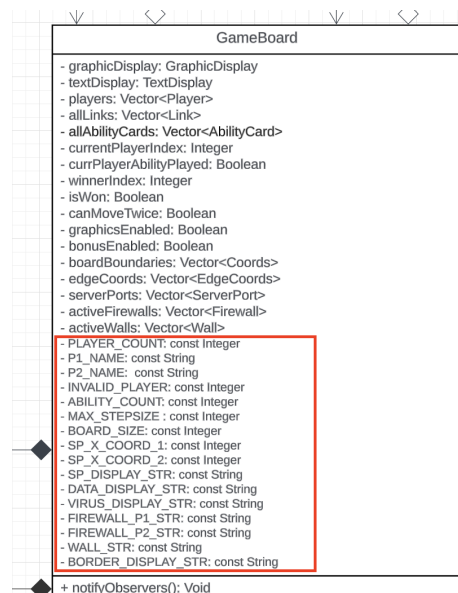 GameBoard
- graphicDisplay: GraphicDisplay
- textDisplay: TextDisplay
- players: Vector<Player>
- allLinks: Vector<Link>
- allAbilityCards: Vector<AbilityCard>
- currentPlayerIndex: Integer
- currPlayerAbilityPlayed: Boolean
- winnerIndex: Integer
- isWon: Boolean
- canMoveTwice: Boolean
- graphicsEnabled: Boolean
- bonusEnabled: Boolean
- boardBoundaries: Vector<Coords>
- edgeCoords: Vector<EdgeCoords>
- serverPorts: Vector<ServerPort>
- activeFirewalls: Vector<Firewall>
- activeWalls: Vector<Wall>
- PLAYER_COUNT: const Integer
- P1_NAME: const String
- P2_NAME:  const String
- INVALID_PLAYER: const Integer
- ABILITY_COUNT: const Integer
- MAX_STEPSIZE : const Integer
- BOARD_SIZE: const Integer
- SP_X_COORD_1: const Integer
- SP_X_COORD_2: const Integer
- SP_DISPLAY_STR: const String
- DATA_DISPLAY_STR: const String
- VIRUS_DISPLAY_STR: const String
- FIREWALL_P1_STR: const String
- FIREWALL_P2_STR: const String
- WALL_STR: const String
- BORDER_DISPLAY_STR: const String
+ notifyObservers(): Void